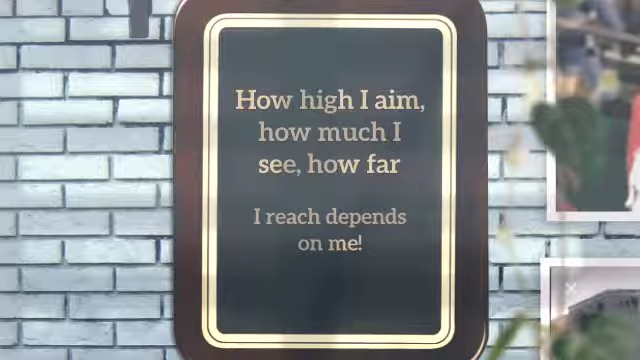 How high I aim,
how much I
see, how far
I reach depends
on me!